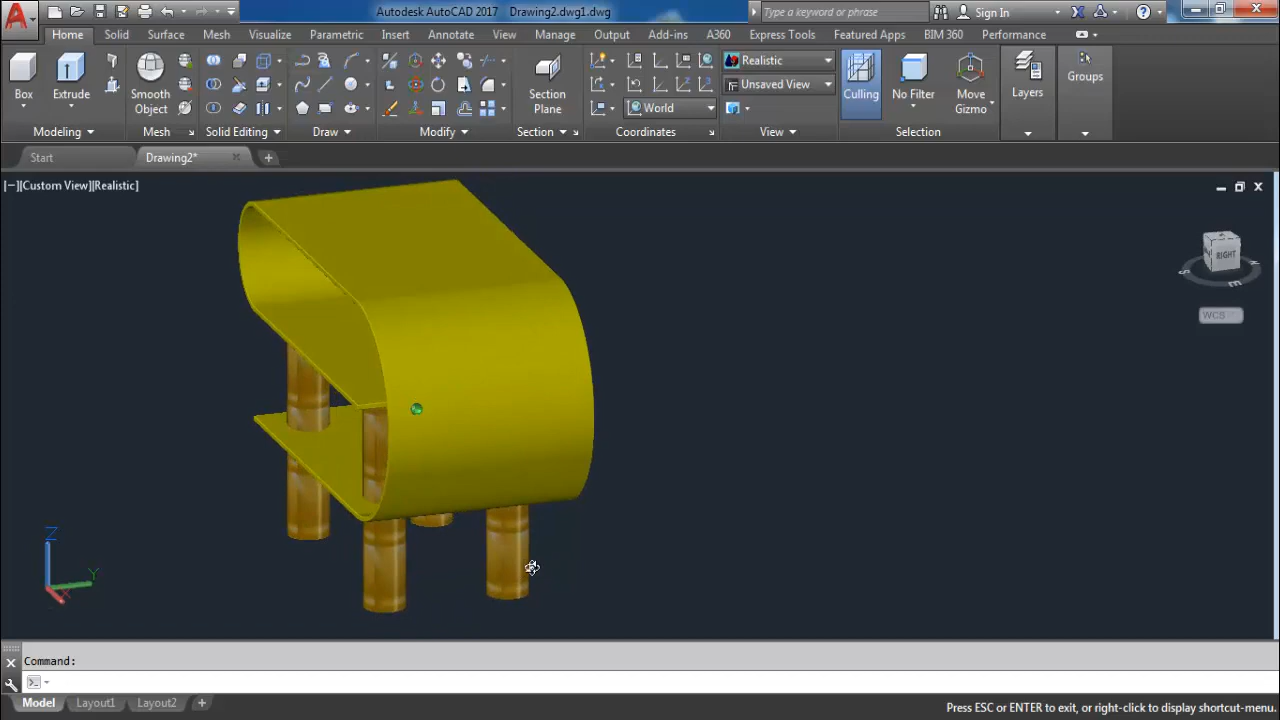 Autodesk AutoCAD 2017 Drawing2.dwg1.dwg
Type a keyword or phrase
Sign In
Home Solid Surface Mesh Visualize Parametric Insert Annotate View Manage Output Add-ins A360 Express Tools Featured Apps BIM 360 Performance
Realistic
Unsaved View
World
Box Extrude Smooth Object Section Plane Culling No Filter Move Gizmo Layers Groups
Modeling Mesh Solid Editing Draw Modify Section Coordinates View Selection
Start Drawing2*
[−][Custom View][Realistic]
RIGHT
S
E
WCS
Z
Y
X
Command:
Model Layout1 Layout2
Press ESC or ENTER to exit, or right-click to display shortcut-menu.